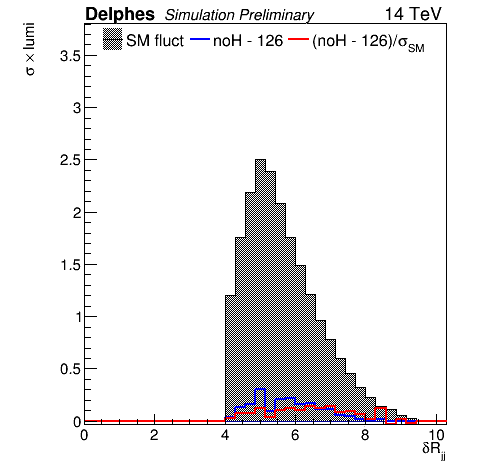 Delphes Simulation Preliminary 14 TeV
σ × lumi
SM fluct noH - 126 (noH - 126)/σSM
3.5
3
2.5
2
1.5
1
0.5
0
0 2 4 6 8 10
δRjj